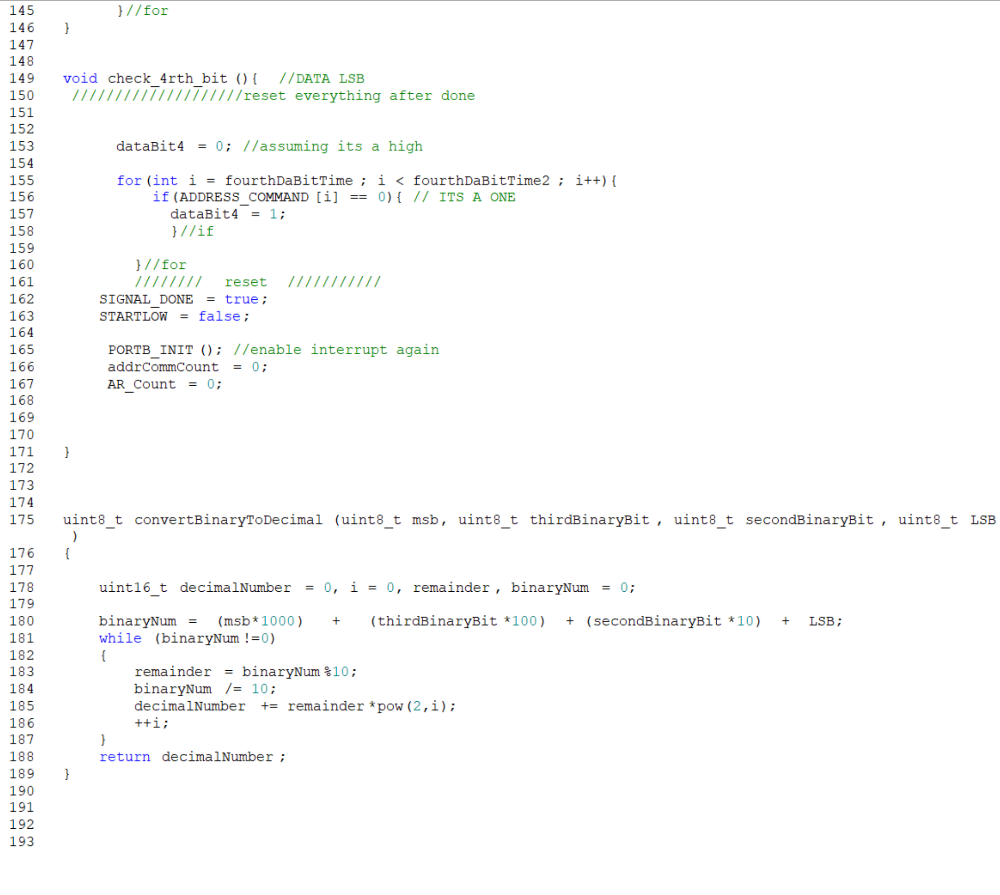 145 }//for
146 }
147
148
149 void check_4rth_bit (){ //DATA LSB
150 ///////////////////reset everything after done
151
152
153 dataBit4 = 0; //assuming its a high
154
155 for(int i = fourthDaBitTime ; i < fourthDaBitTime2 ; i++){
156 if(ADDRESS_COMMAND [i] == 0){ // ITS A ONE
157 dataBit4 = 1;
158 }//if
159
160 }//for
161 //////// reset ///////////
162 SIGNAL_DONE = true;
163 STARTLOW = false;
164
165 PORTB_INIT (); //enable interrupt again
166 addrCommCount = 0;
167 AR_Count = 0;
168
169
170
171 }
172
173
174
175 uint8_t convertBinaryToDecimal (uint8_t msb, uint8_t thirdBinaryBit , uint8_t secondBinaryBit , uint8_t LSB
)
176 {
177
178 uint16_t decimalNumber = 0, i = 0, remainder , binaryNum = 0;
179
180 binaryNum = (msb*1000) + (thirdBinaryBit *100) + (secondBinaryBit *10) + LSB;
181 while (binaryNum !=0)
182 {
183 remainder = binaryNum %10;
184 binaryNum /= 10;
185 decimalNumber += remainder *pow(2,i);
186 ++i;
187 }
188 return decimalNumber ;
189 }
190
191
192
193